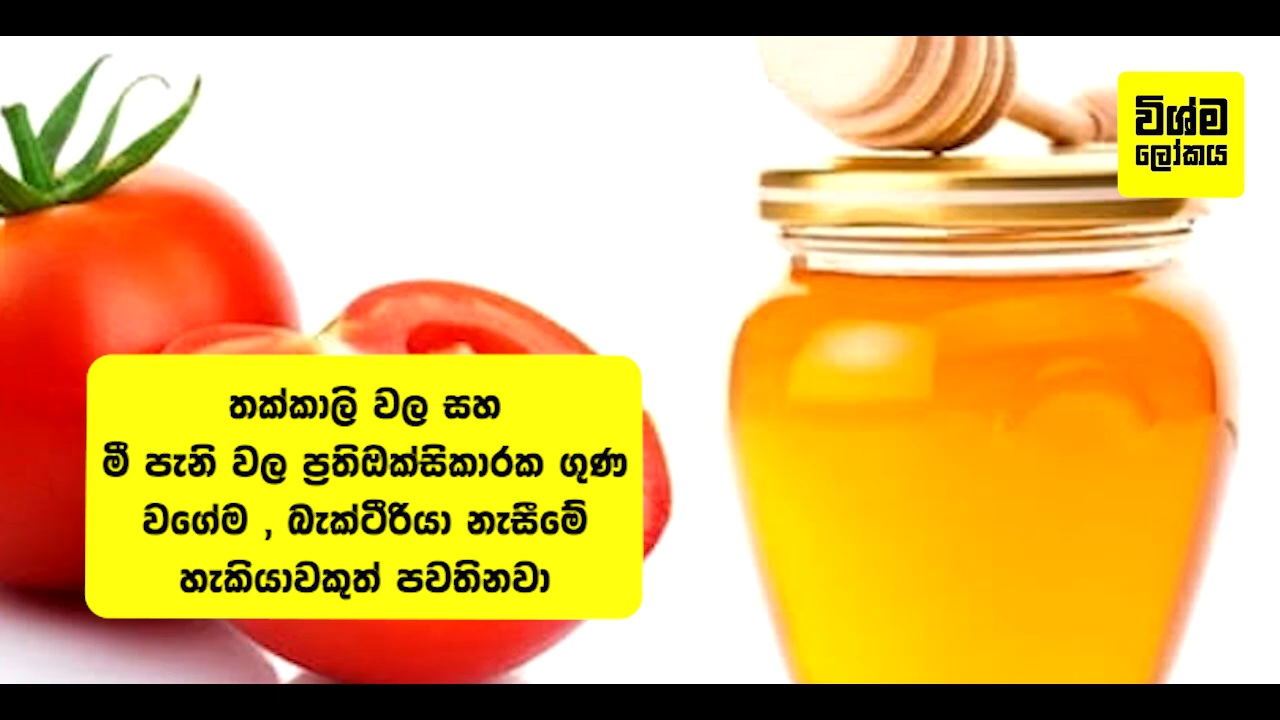 විශ්ම
ලෝකය
තක්කාලි වල සහ
මී පැනි වල ප්‍රතිඔක්සිකාරක ගුණ
වගේම , බැක්ටීරියා නැසීමේ
හැකියාවකුත් පවතිනවා